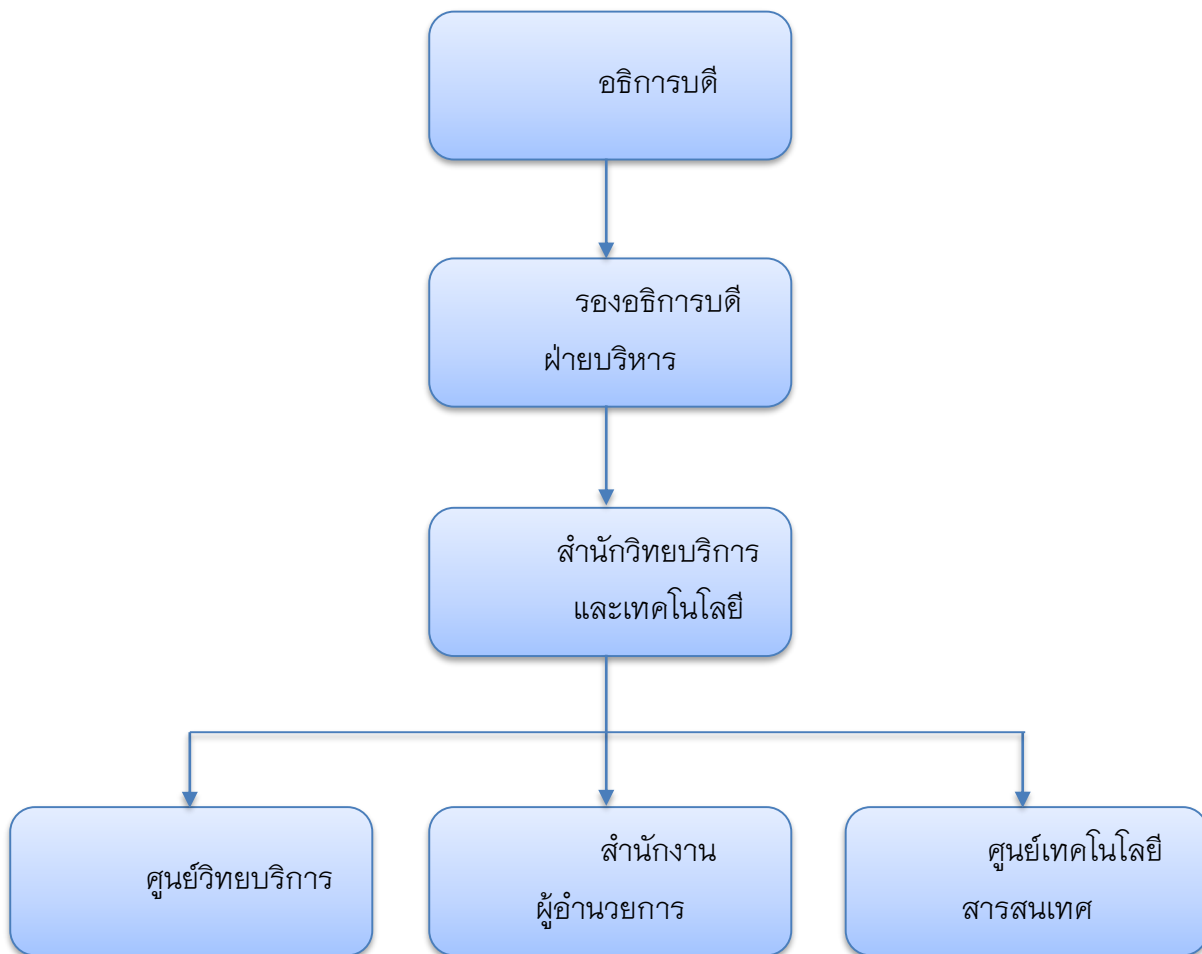 อธิการบดี
รองอธิการบดี
ฝ่ายบริหาร
สำนักวิทยบริการ
และเทคโนโลยี
ศูนย์วิทยบริการ
สำนักงาน
ผู้อำนวยการ
ศูนย์เทคโนโลยี
สารสนเทศ